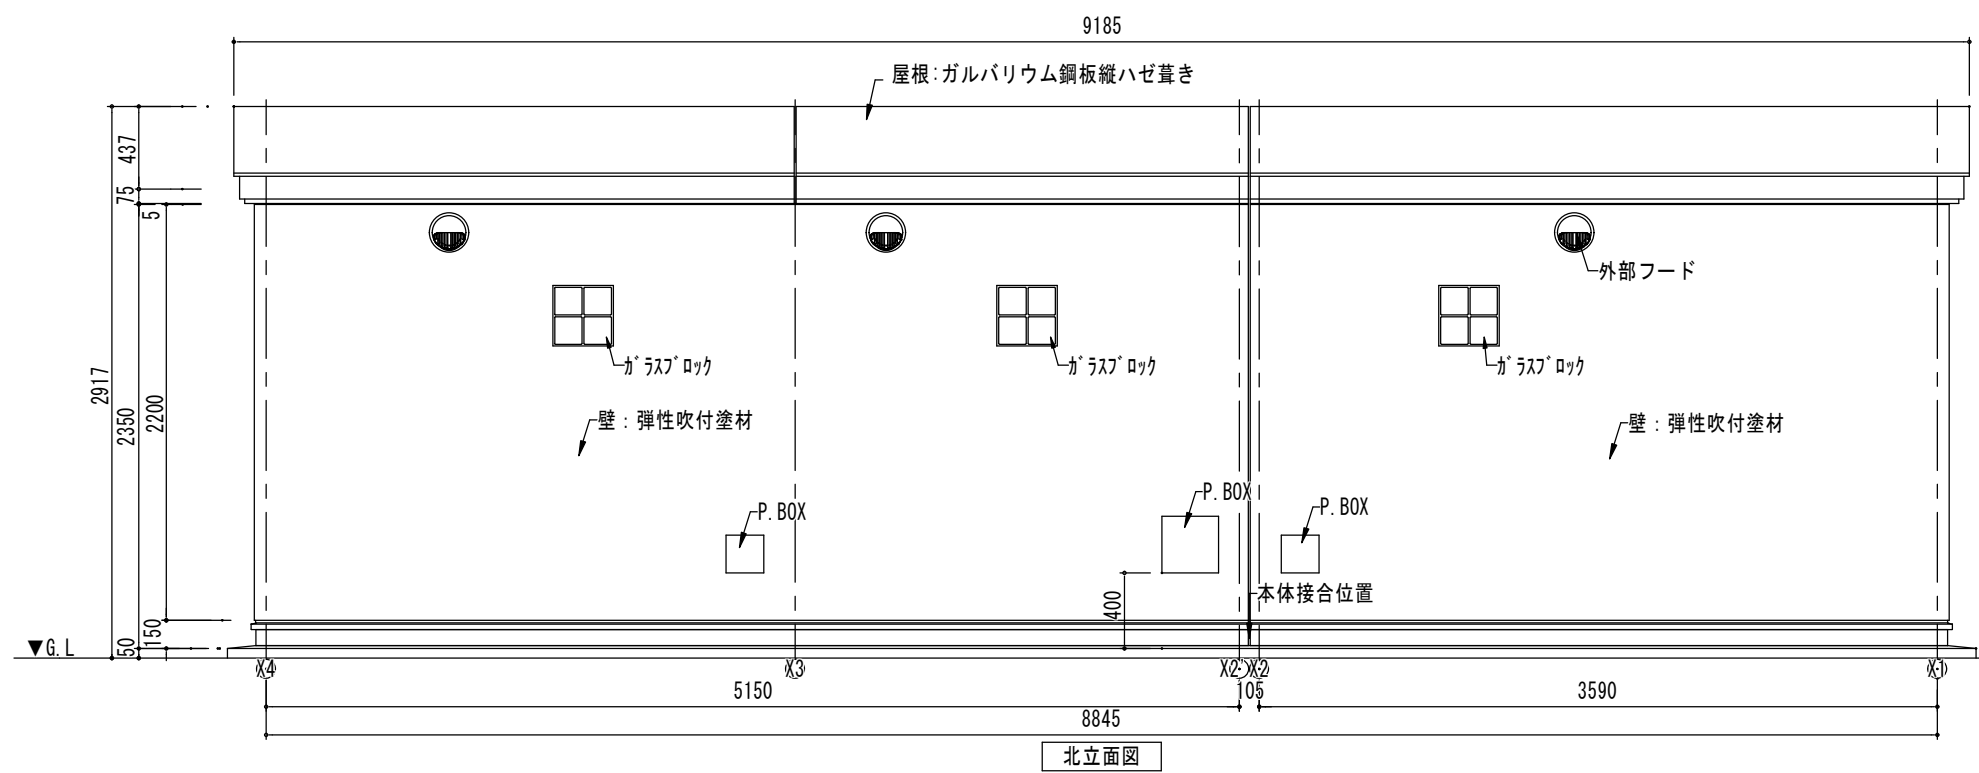 9185
屋根:ガルバリウム鋼板縦ハゼ葺き
437
75
5
外部フード
ｶﾞﾗｽﾌﾞﾛｯｸ
ｶﾞﾗｽﾌﾞﾛｯｸ
ｶﾞﾗｽﾌﾞﾛｯｸ
2917
2350
2200
壁：弾性吹付塗材
壁：弾性吹付塗材
P.BOX
P.BOX
P.BOX
400
本体接合位置
150
50
▼G.L
X4
X3
X2'
X2
X1
5150
105
3590
8845
北立面図